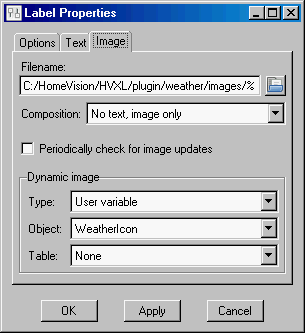 Label Properties
Options Text Image
Filename:
C:/HomeVision/HVXL/plugin/weather/images/%
Composition: No text, image only
Periodically check for image updates
Dynamic image
Type: User variable
Object: WeatherIcon
Table: None
OK Apply Cancel